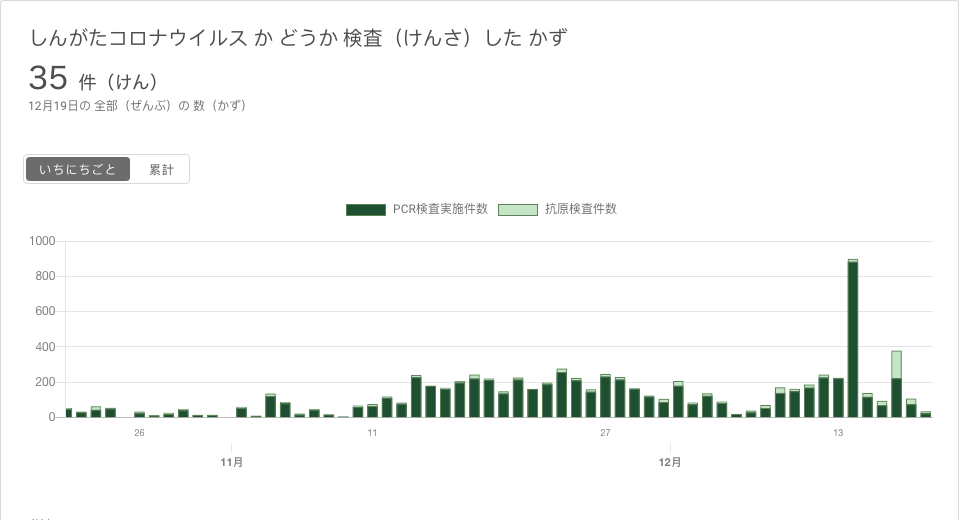 しんがたコロナウイルス か どうか 検査（けんさ）した かず
35 件（けん）
12月19日の 全部（ぜんぶ）の 数（かず）
いちにちごと 累計
PCR検査実施件数 抗原検査件数
1000
800
600
400
200
0
26 11 27 13
11月 12月